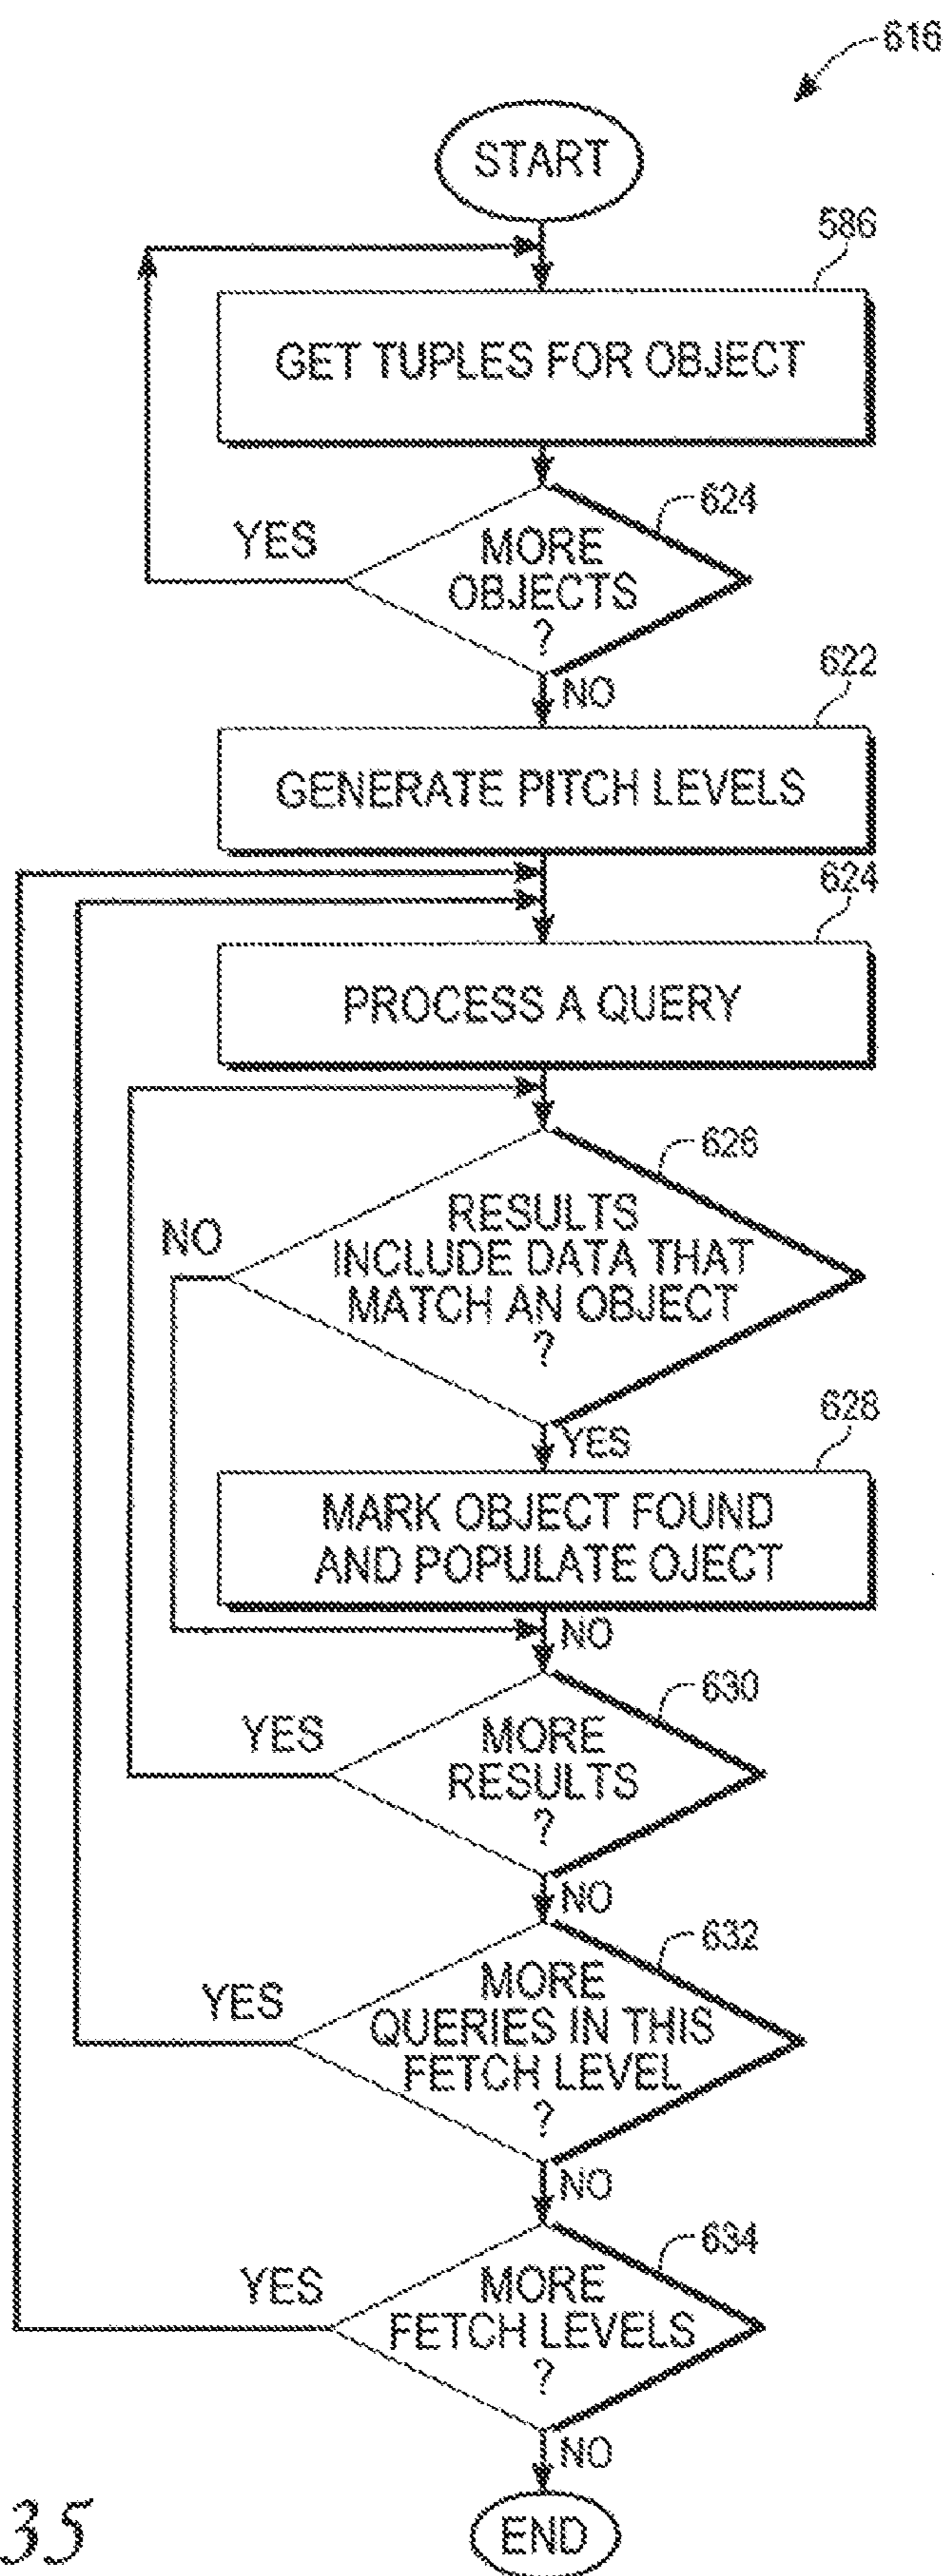 616
START
586
GET TUPLES FOR OBJECT
624
YES
MORE
OBJECTS
?
NO
622
GENERATE PITCH LEVELS
624
PROCESS A QUERY
626
NO
RESULTS
INCLUDE DATA THAT
MATCH AN OBJECT
?
YES
628
MARK OBJECT FOUND
AND POPULATE OJECT
NO
630
YES
MORE
RESULTS
?
NO
632
YES
MORE
QUERIES IN THIS
FETCH LEVEL
?
NO
634
YES
MORE
FETCH LEVELS
?
NO
END
35